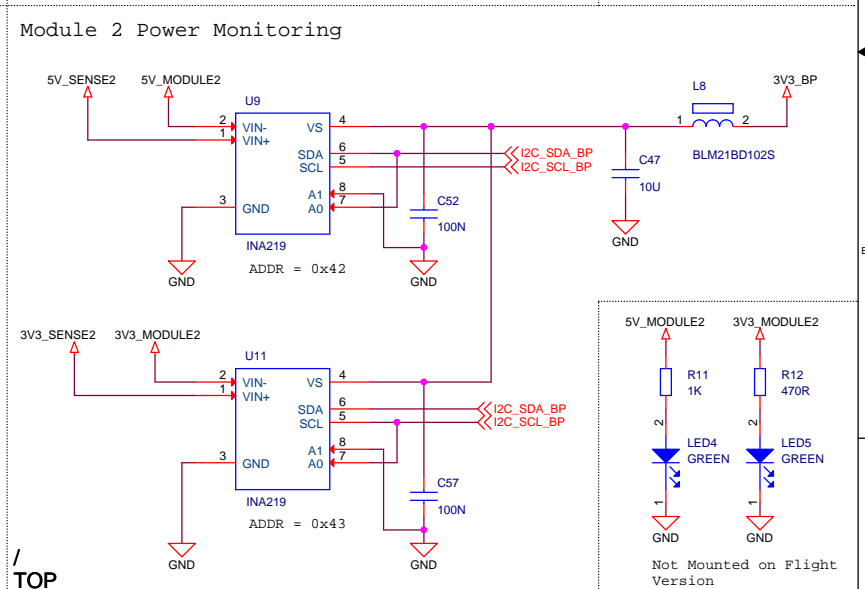 Module 2 Power Monitoring
5V_SENSE2 5V_MODULE2
U9
2 VIN- VS 4
1 VIN+
SDA 6 I2C_SDA_BP
SCL 5 I2C_SCL_BP
A1 8
3 GND A0 7
INA219
ADDR = 0x42
GND
C52
100N
GND
C47
10U
GND
L8
1 2
BLM21BD102S
3V3_BP
3V3_SENSE2 3V3_MODULE2
U11
2 VIN- VS 4
1 VIN+
SDA 6 I2C_SDA_BP
SCL 5 I2C_SCL_BP
A1 8
3 GND A0 7
INA219
ADDR = 0x43
GND
C57
100N
GND
5V_MODULE2 3V3_MODULE2
R11 R12
1K 470R
2 2
LED4 LED5
GREEN GREEN
1 1
GND GND
Not Mounted on Flight
Version
/
TOP